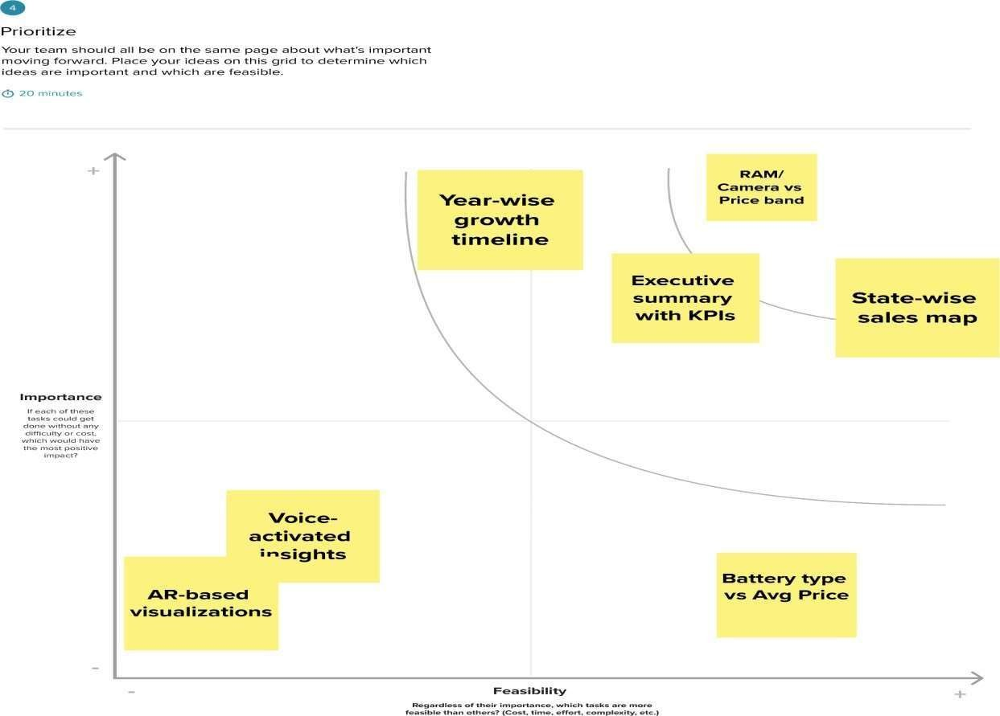 4
Prioritize
Your team should all be on the same page about what's important
moving forward. Place your ideas on this grid to determine which
ideas are important and which are feasible.
20 minutes
+
RAM/
Camera vs
Price band
Year-wise
growth
timeline
Executive
summary
with KPIs
State-wise
sales map
Importance
If each of these
tasks could get
done without any
difficulty or cost,
which would have
the most positive
impact?
Voice-
activated
insights
AR-based
visualizations
Battery type
vs Avg Price
-
-
Feasibility
+
Regardless of their importance, which tasks are more
feasible than others? (Cost, time, effort, complexity, etc.)